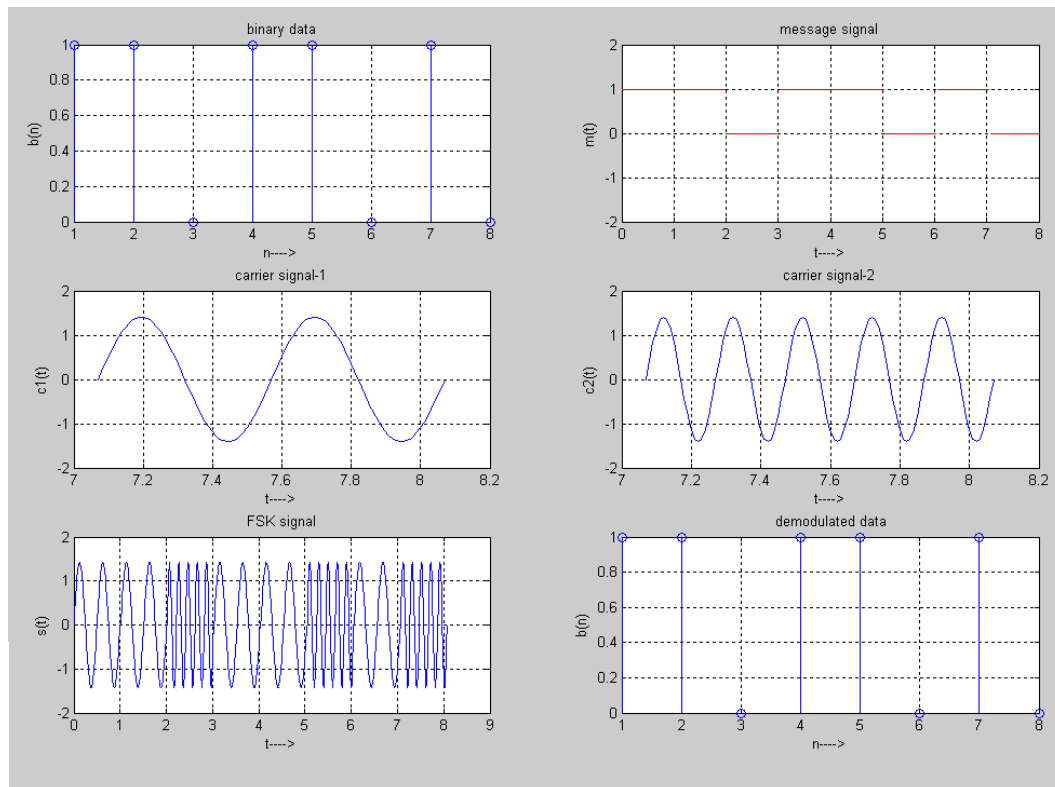 binary data
1
0.8
0.6
0.4
0.2
0
b(n)
1 2 3 4 5 6 7 8
n---->
message signal
2
1
0
-1
-2
m(t)
0 1 2 3 4 5 6 7 8
t---->
carrier signal-1
2
1
0
-1
-2
c1(t)
7 7.2 7.4 7.6 7.8 8 8.2
t---->
carrier signal-2
2
1
0
-1
-2
c2(t)
7 7.2 7.4 7.6 7.8 8 8.2
t---->
FSK signal
2
1
0
-1
-2
s(t)
0 1 2 3 4 5 6 7 8 9
t---->
demodulated data
1
0.8
0.6
0.4
0.2
0
b(n)
1 2 3 4 5 6 7 8
n---->